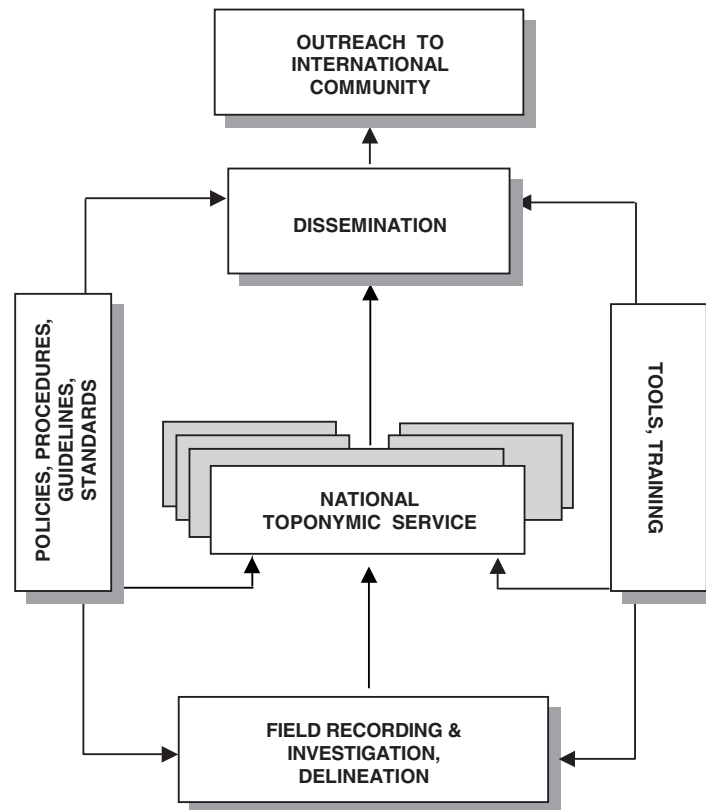 OUTREACH TO
INTERNATIONAL
COMMUNITY
DISSEMINATION
POLICIES, PROCEDURES,
GUIDELINES,
STANDARDS
TOOLS, TRAINING
NATIONAL
TOPONYMIC SERVICE
FIELD RECORDING &
INVESTIGATION,
DELINEATION